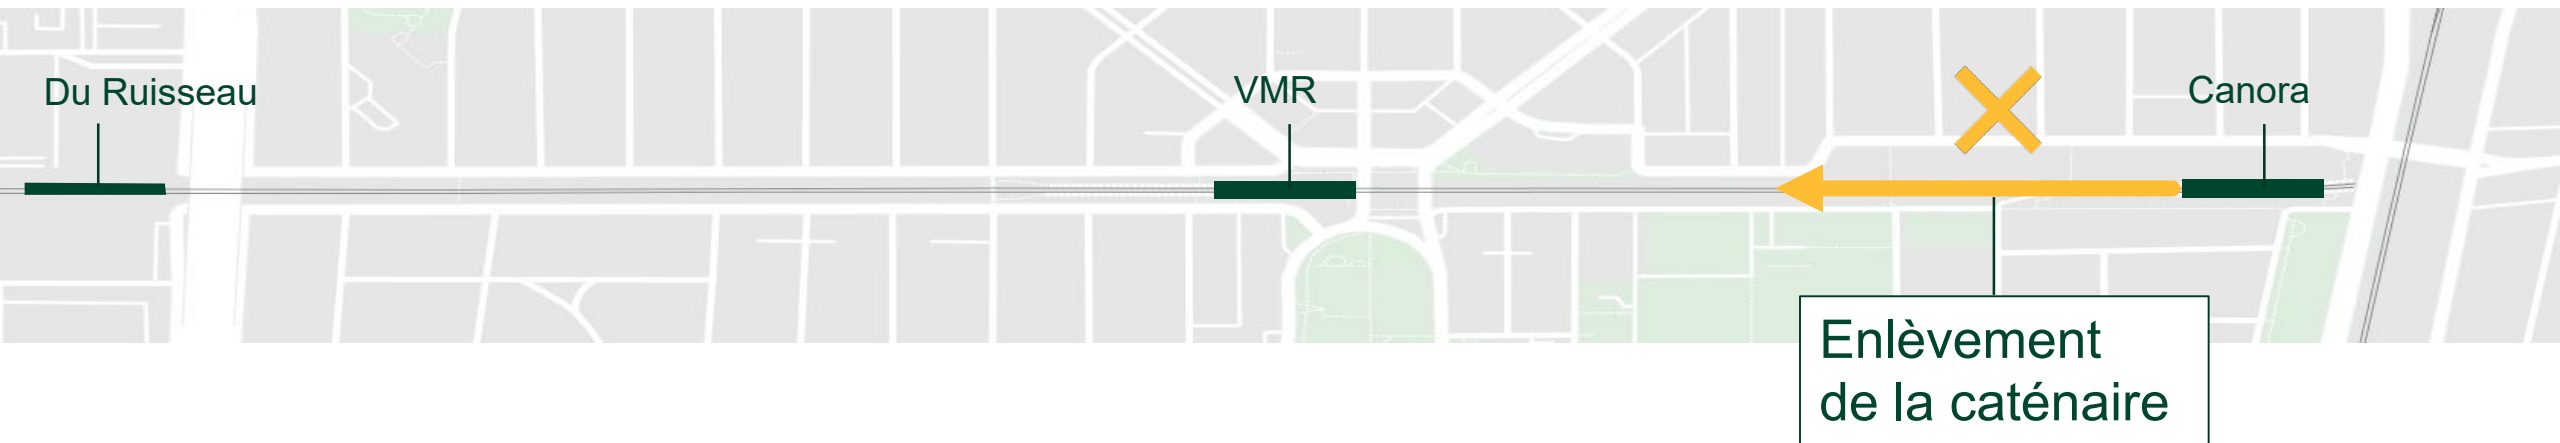 Du Ruisseau
VMR
Canora
Enlèvement
de la caténaire